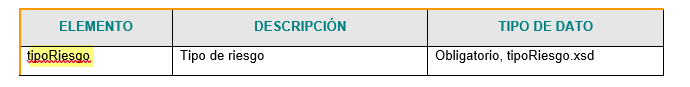 ELEMENTO DESCRIPCIÓN TIPO DE DATO
tipoRiesgo Tipo de riesgo Obligatorio, tipoRiesgo.xsd